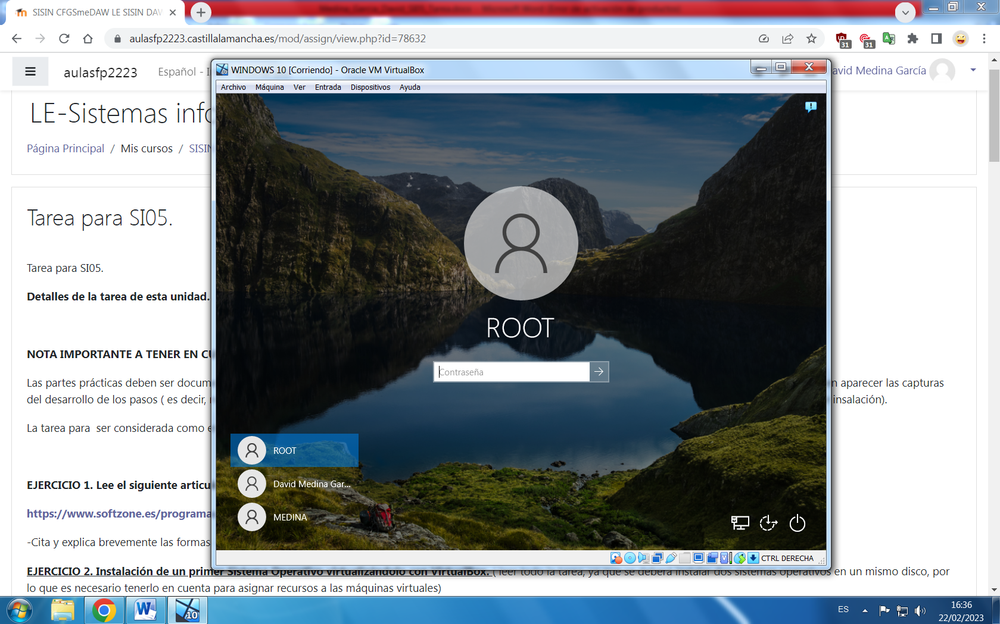 SISIN CFGSmeDAW LE SISIN DAW
aulasfp2223.castillalamancha.es/mod/assign/view.php?id=78632
31
31
aulasfp2223
Español - I
avid Medina García
LE-Sistemas info
Página Principal / Mis cursos / SISIN
Tarea para SI05.
Tarea para SI05.
Detalles de la tarea de esta unidad.
NOTA IMPORTANTE A TENER EN CU
Las partes prácticas deben ser docum
n aparecer las capturas
del desarrollo de los pasos ( es decir,
insalación).
La tarea para ser considerada como e
EJERCICIO 1. Lee el siguiente articu
https://www.softzone.es/programa
-Cita y explica brevemente las formas
EJERCICIO 2. Instalación de un primer Sistema Operativo virtualizándolo con VirtualBox. ( leer todo la tarea, ya que se deberá instalar dos sistemas operativos en un mismo disco, por
lo que es necesario tenerlo en cuenta para asignar recursos a las máquinas virtuales)
WINDOWS 10 [Corriendo] - Oracle VM VirtualBox
Archivo Máquina Ver Entrada Dispositivos Ayuda
ROOT
Contraseña
ROOT
David Medina Gar...
MEDINA
CTRL DERECHA
10
ES
16:36
22/02/2023